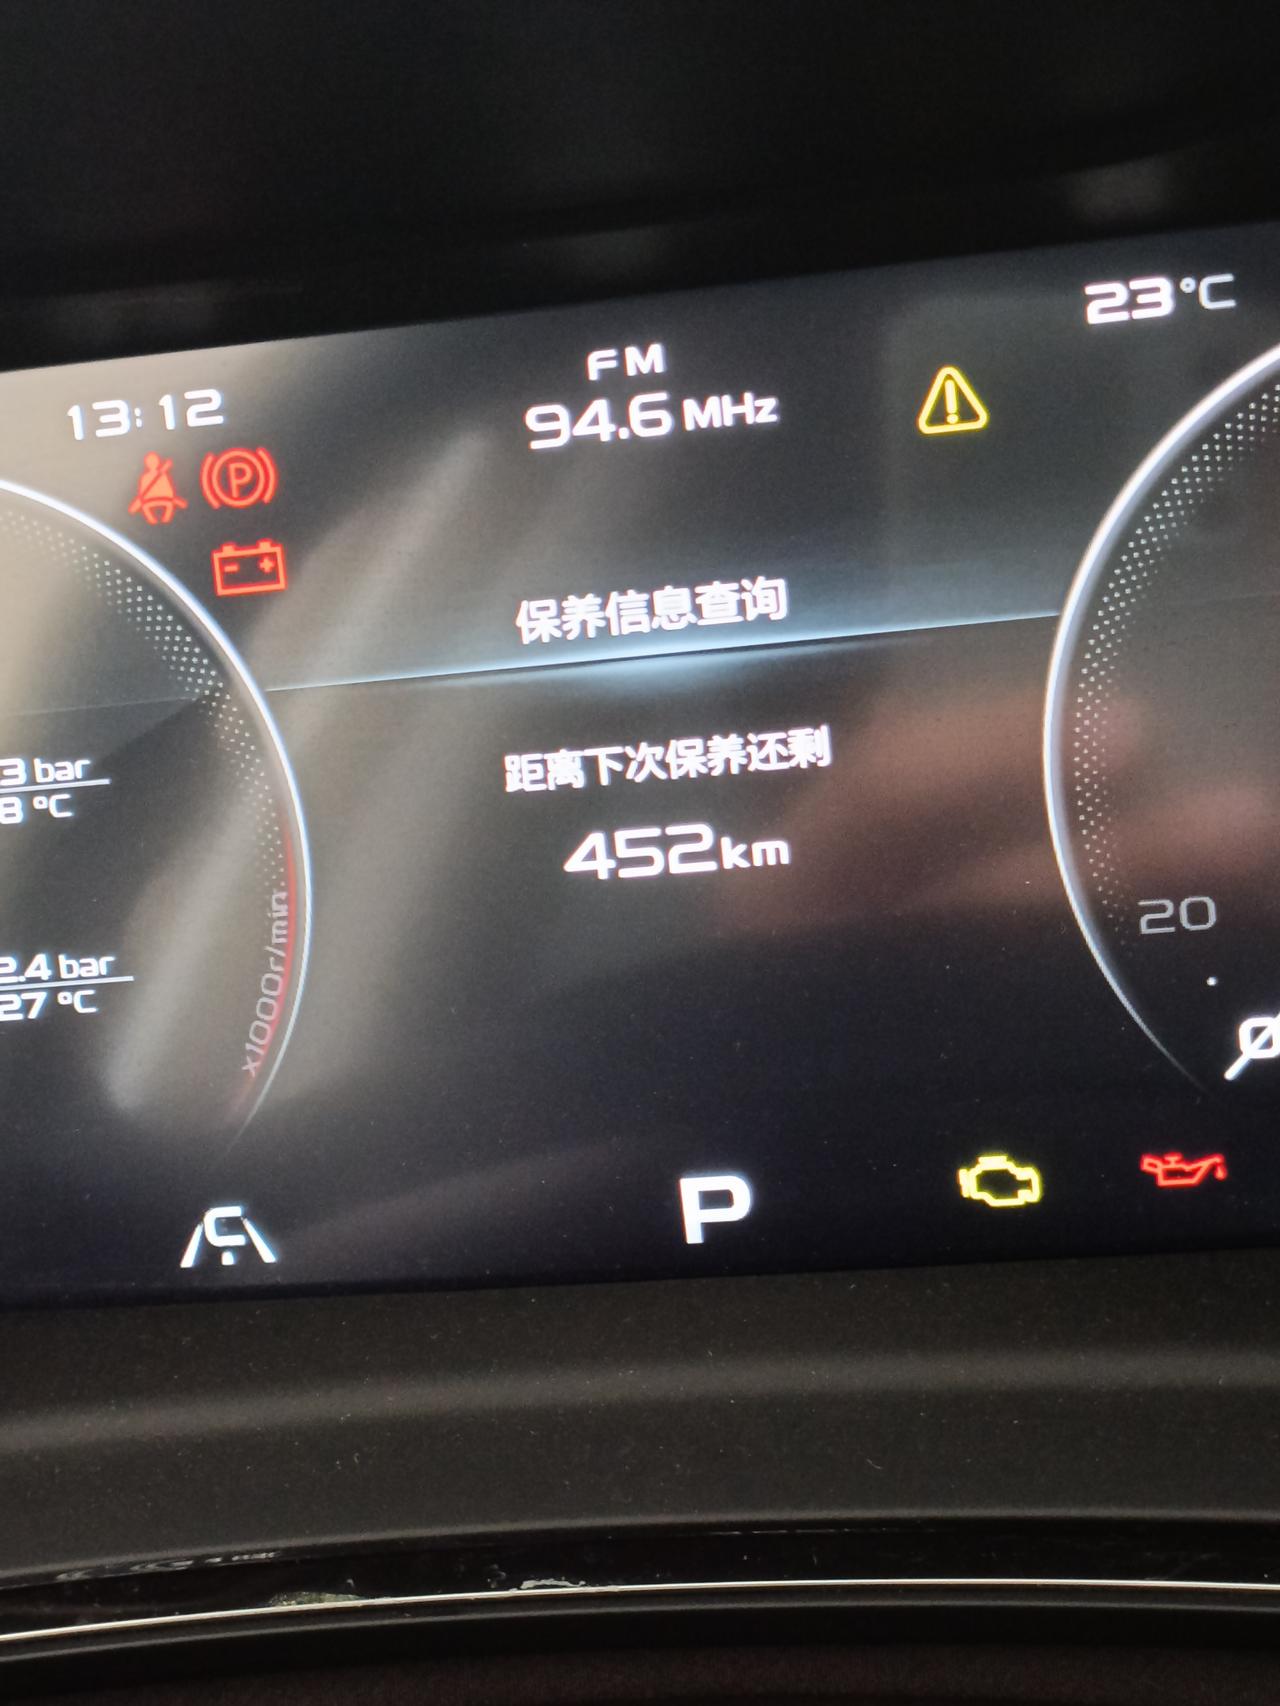 23°C
FM
94.6 MHz
13:12
P
保养信息查询
距离下次保养还剩
452km
3 bar
8 °C
2.4 bar
27 °C
x1000r/min
20
P